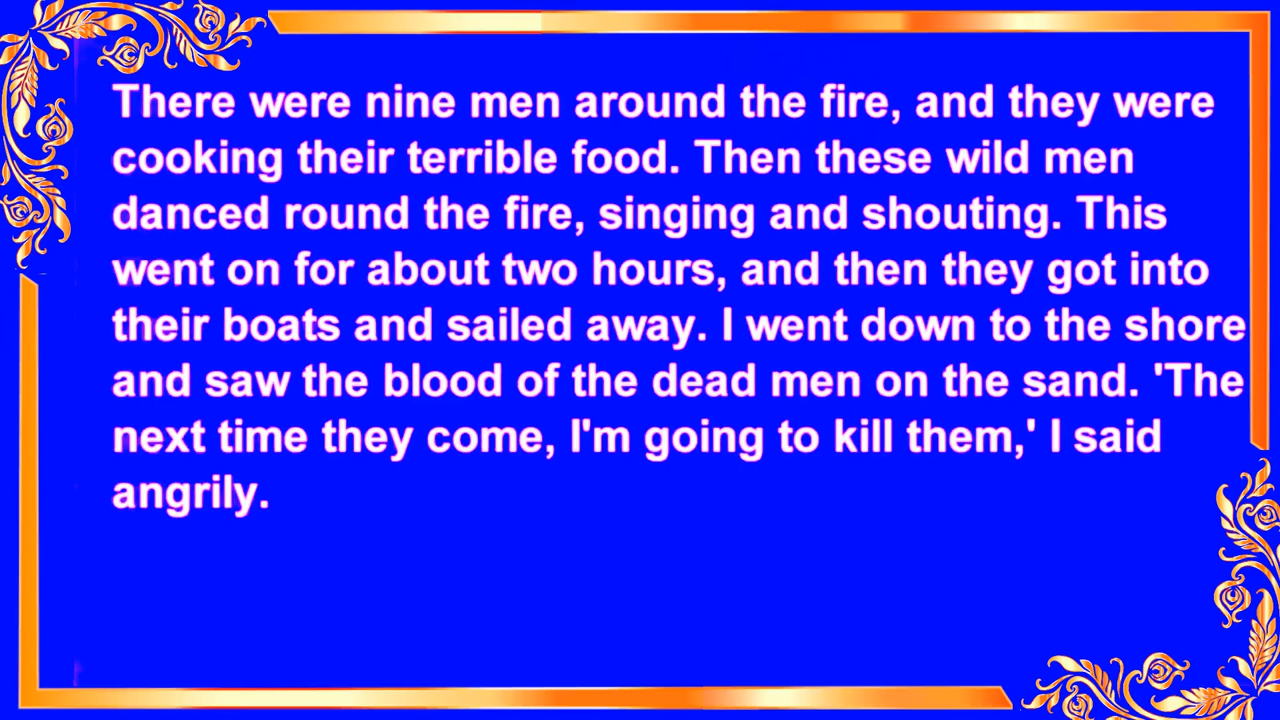 There were nine men around the fire, and they were
cooking their terrible food. Then these wild men
danced round the fire, singing and shouting. This
went on for about two hours, and then they got into
their boats and sailed away. I went down to the shore
and saw the blood of the dead men on the sand. 'The
next time they come, I'm going to kill them,' I said
angrily.